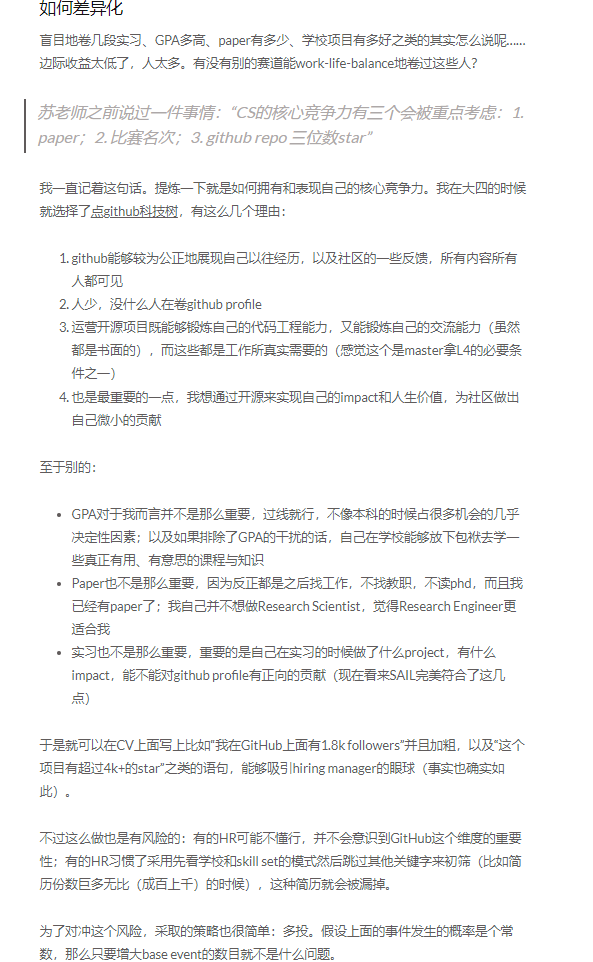 如何差异化
盲目地卷几段实习、GPA多高、paper有多少、学校项目有多好之类的其实怎么说呢……
边际收益太低了，人太多。有没有别的赛道能work-life-balance地卷过这些人？
苏老师之前说过一件事情：“CS的核心竞争力有三个会被重点考虑：1.
paper；2. 比赛名次；3. github repo 三位数star”
我一直记着这句话。提炼一下就是如何拥有和表现自己的核心竞争力。我在大四的时候
就选择了点github科技树，有这么几个理由：
1. github能够较为公正地展现自己以往经历，以及社区的一些反馈，所有内容所有
人都可见
2. 人少，没什么人在卷github profile
3. 运营开源项目既能够锻炼自己的代码工程能力，又能锻炼自己的交流能力（虽然
都是书面的），而这些都是工作所真实需要的（感觉这个是master拿L4的必要条
件之一）
4. 也是最重要的一点，我想通过开源来实现自己的impact和人生价值，为社区做出
自己微小的贡献
至于别的：
• GPA对于我而言并不是那么重要，过线就行，不像本科的时候占很多机会的几乎
决定性因素；以及如果排除了GPA的干扰的话，自己在学校能够放下包袱去学一
些真正有用、有意思的课程与知识
• Paper也不是那么重要，因为反正都是之后找工作，不找教职，不读phd，而且我
已经有paper了；我自己并不想做Research Scientist，觉得Research Engineer更
适合我
• 实习也不是那么重要，重要的是自己在实习的时候做了什么project，有什么
impact，能不能对github profile有正向的贡献（现在看来SAIL完美符合了这几
点）
于是就可以在CV上面写上比如“我在GitHub上面有1.8k followers”并且加粗，以及“这个
项目有超过4k+的star”之类的语句，能够吸引hiring manager的眼球（事实也确实如
此）。
不过这么做也是有风险的：有的HR可能不懂行，并不会意识到GitHub这个维度的重要
性；有的HR习惯了采用先看学校和skill set的模式然后跳过其他关键字来初筛（比如简
历份数巨多无比（成百上千）的时候），这种简历就会被漏掉。
为了对冲这个风险，采取的策略也很简单：多投。假设上面的事件发生的概率是个常
数，那么只要增大base event的数目就不是什么问题。